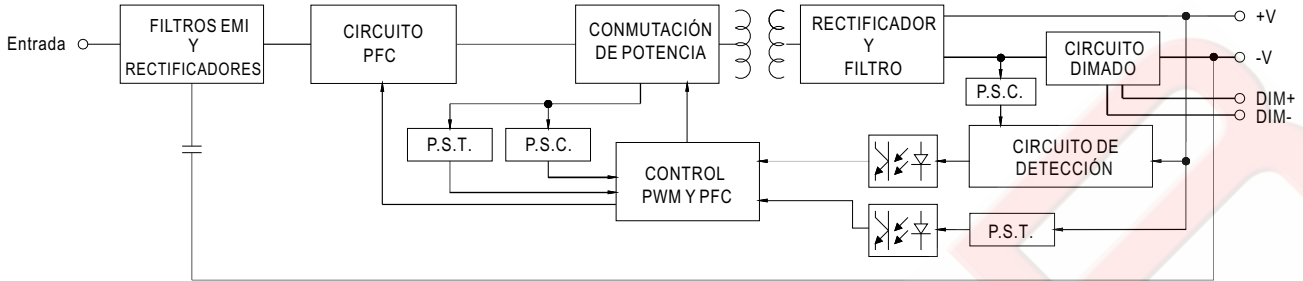 Entrada
FILTROS EMI
Y
RECTIFICADORES
CIRCUITO
PFC
CONMUTACIÓN
DE POTENCIA
RECTIFICADOR
Y
FILTRO
CIRCUITO
DIMADO
+V
-V
DIM+
DIM-
P.S.C.
P.S.T.
P.S.C.
CONTROL
PWM Y PFC
CIRCUITO DE
DETECCIÓN
P.S.T.